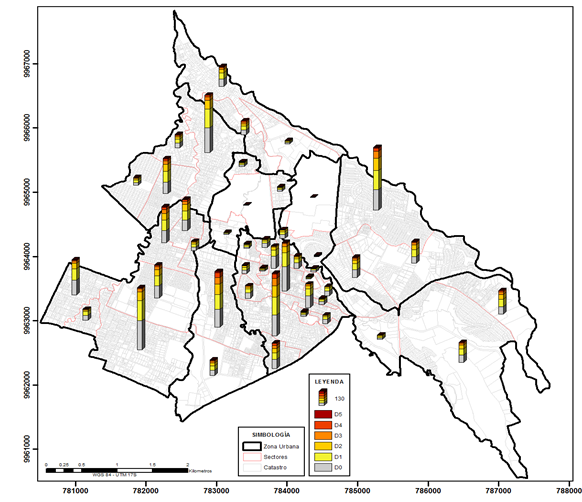 9967000
9966000
9965000
9964000
9963000
9962000
9961000
LEYENDA
130
D5
D4
D3
D2
D1
D0
SIMBOLOGÍA
Zona Urbana
Sectores
Catastro
0 0.25 0.5 1 1.5 2
Kilometros
WGS 84 - UTM 17S
781000 782000 783000 784000 785000 786000 787000 788000